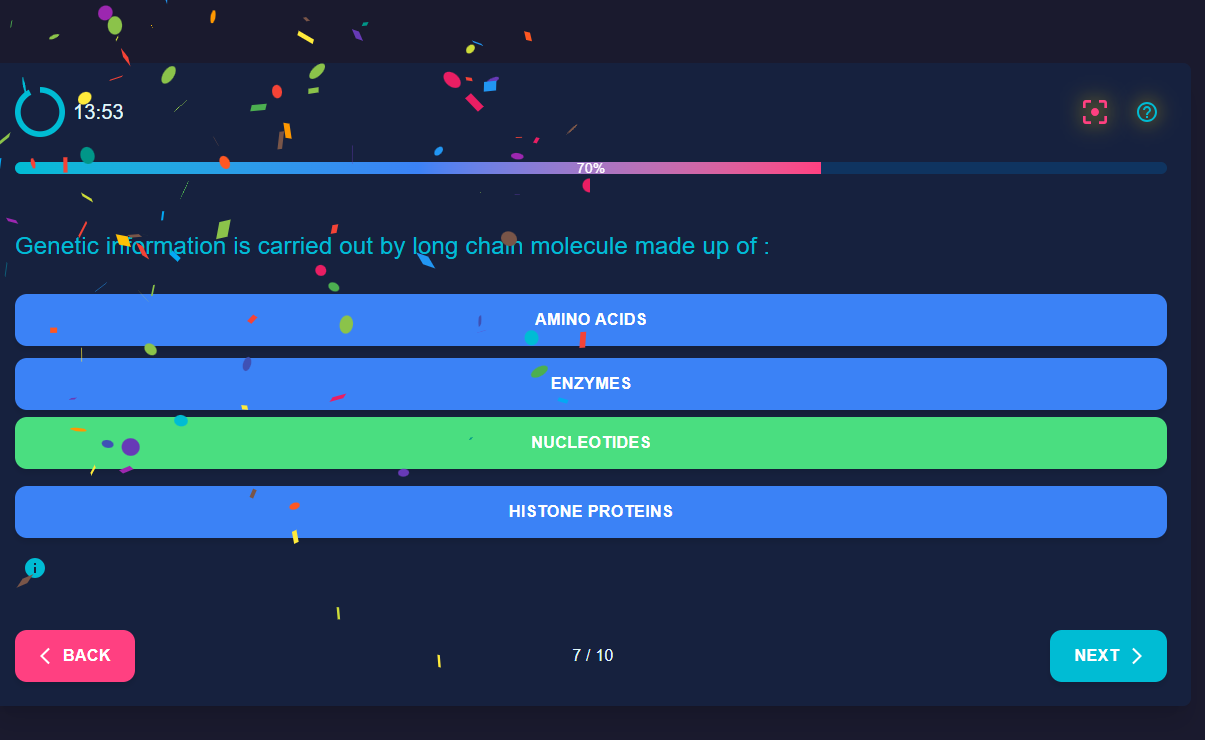 13:53
70%
Genetic information is carried out by long chain molecule made up of :
AMINO ACIDS
ENZYMES
NUCLEOTIDES
HISTONE PROTEINS
BACK
7 / 10
NEXT